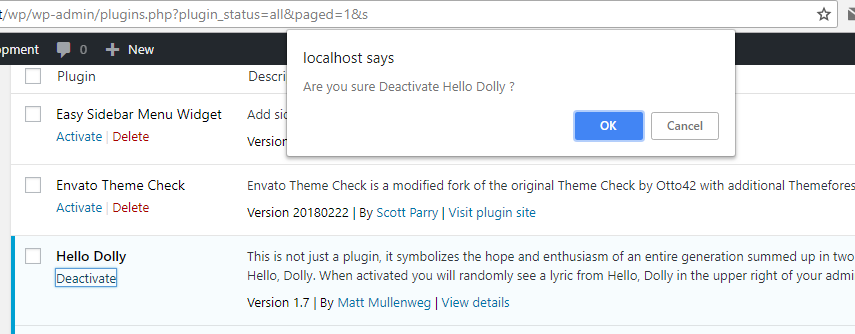 t/wp/wp-admin/plugins.php?plugin_status=all&paged=1&s
opment 0 + New
localhost says
Are you sure Deactivate Hello Dolly ?
OK Cancel
Plugin Descri
Easy Sidebar Menu Widget Add sid
Activate | Delete Version
Envato Theme Check Envato Theme Check is a modified fork of the original Theme Check by Otto42 with additional Themefores
Activate | Delete Version 20180222 | By Scott Parry | Visit plugin site
Hello Dolly This is not just a plugin, it symbolizes the hope and enthusiasm of an entire generation summed up in two
Deactivate Hello, Dolly. When activated you will randomly see a lyric from Hello, Dolly in the upper right of your admi
Version 1.7 | By Matt Mullenweg | View details